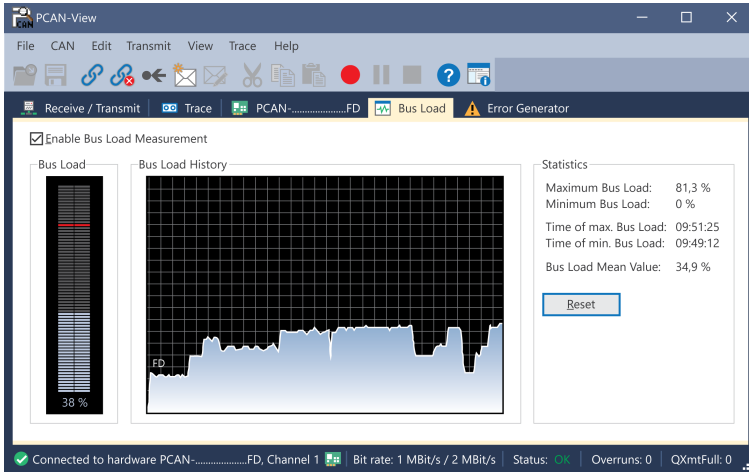 CAN
PCAN-View
File CAN Edit Transmit View Trace Help
Receive / Transmit Trace PCAN-....................FD Bus Load Error Generator
Enable Bus Load Measurement
Bus Load
38 %
Bus Load History
FD
Statistics
Maximum Bus Load: 81,3 %
Minimum Bus Load: 0 %
Time of max. Bus Load: 09:51:25
Time of min. Bus Load: 09:49:12
Bus Load Mean Value: 34,9 %
Reset
Connected to hardware PCAN-....................FD, Channel 1 Bit rate: 1 MBit/s / 2 MBit/s Status: OK Overruns: 0 QXmtFull: 0